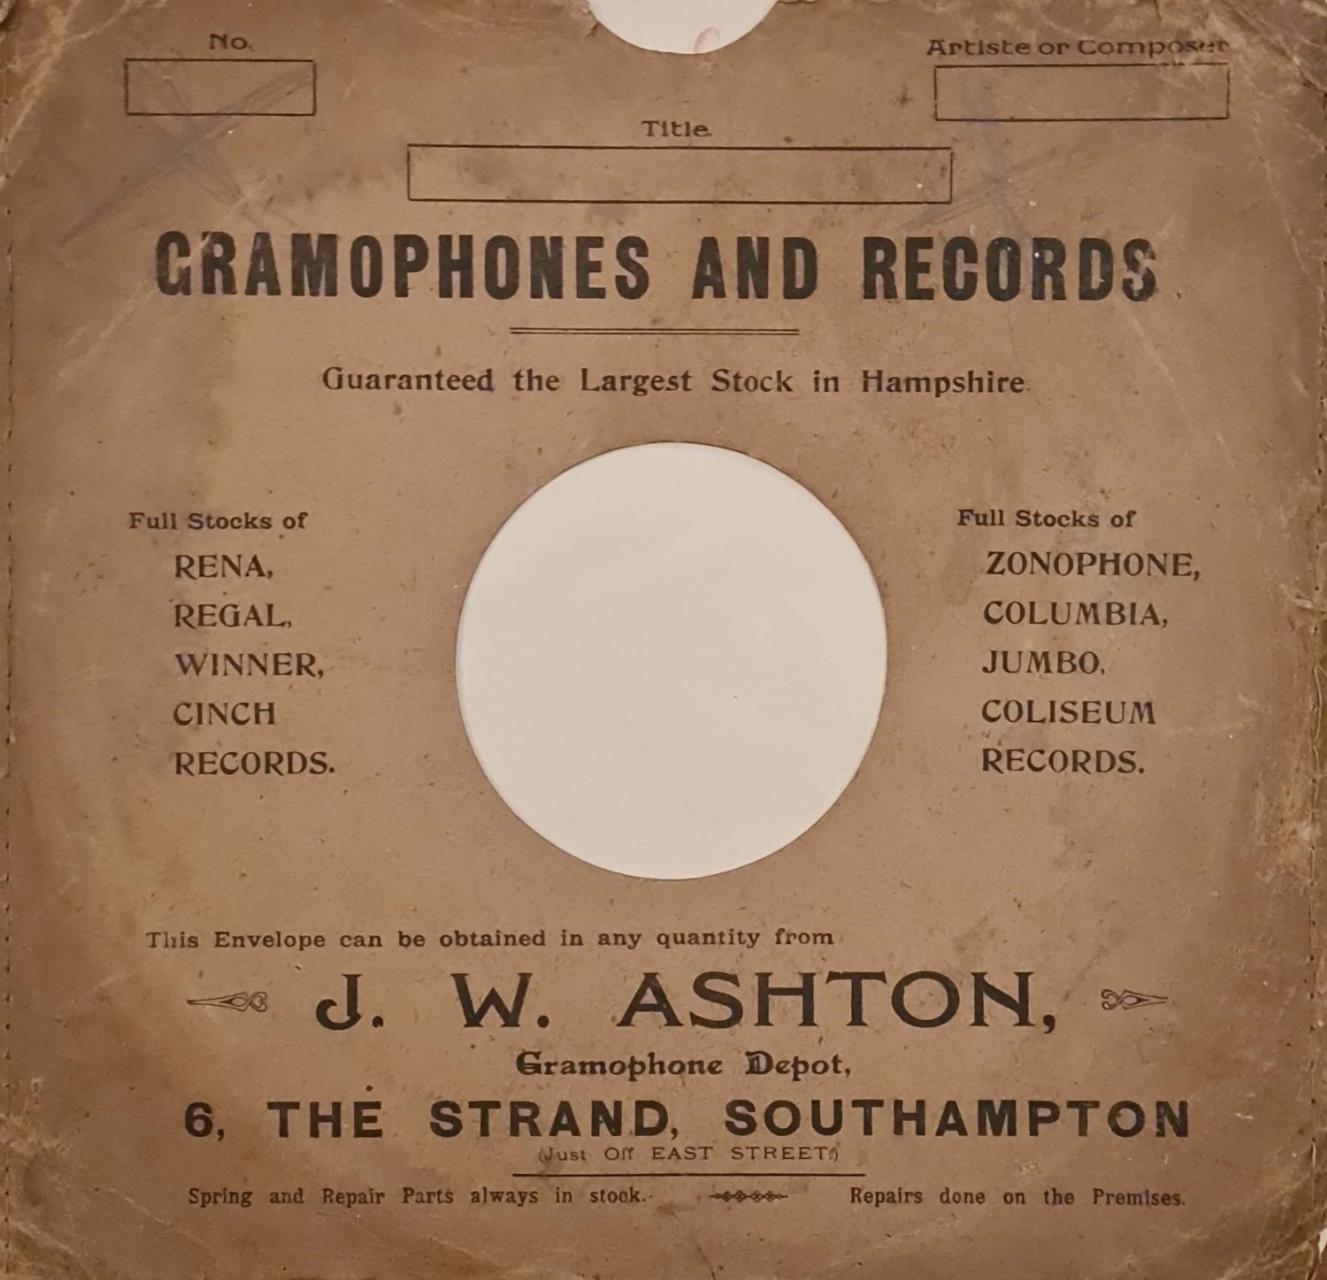 No.
Artiste or Composer
Title.
GRAMOPHONES AND RECORDS
Guaranteed the Largest Stock in Hampshire.
Full Stocks of
RENA,
REGAL,
WINNER,
CINCH
RECORDS.
Full Stocks of
ZONOPHONE,
COLUMBIA,
JUMBO,
COLISEUM
RECORDS.
This Envelope can be obtained in any quantity from
J. W. ASHTON,
Gramophone Depot,
6, THE STRAND, SOUTHAMPTON
(Just Off EAST STREET.)
Spring and Repair Parts always in stock. Repairs done on the Premises.